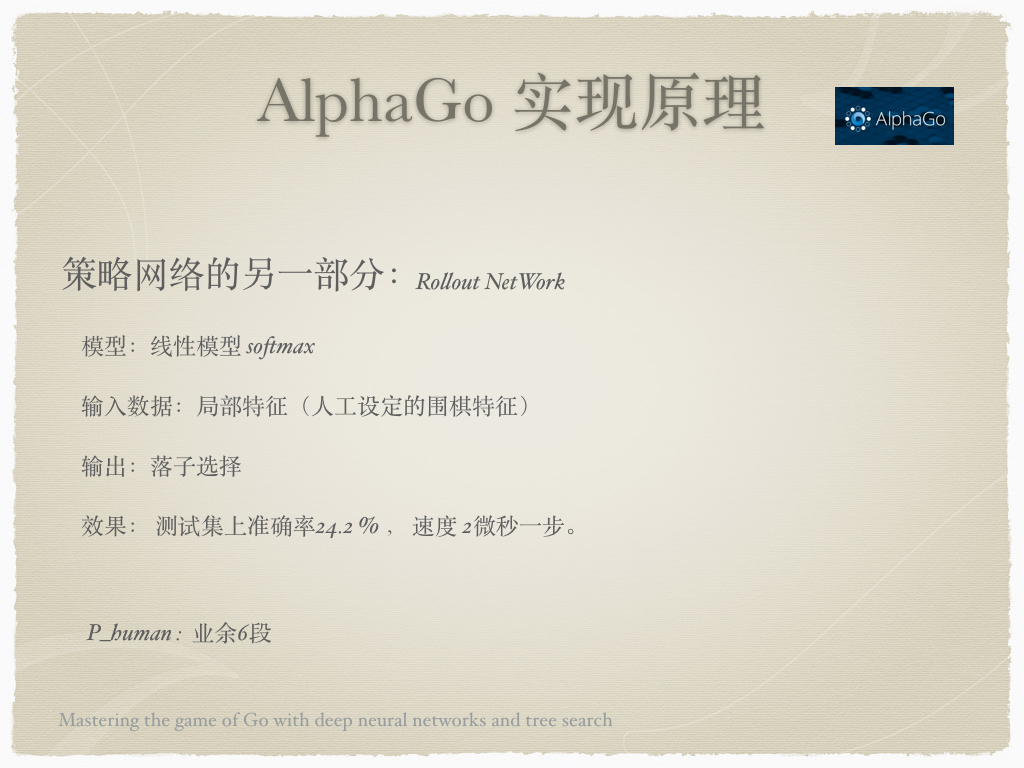 AlphaGo 实现原理
AlphaGo
策略网络的另一部分：Rollout NetWork
模型：线性模型 softmax
输入数据：局部特征（人工设定的围棋特征）
输出：落子选择
效果： 测试集上准确率24.2 % ， 速度 2微秒一步。
P_human : 业余6段
Mastering the game of Go with deep neural networks and tree search